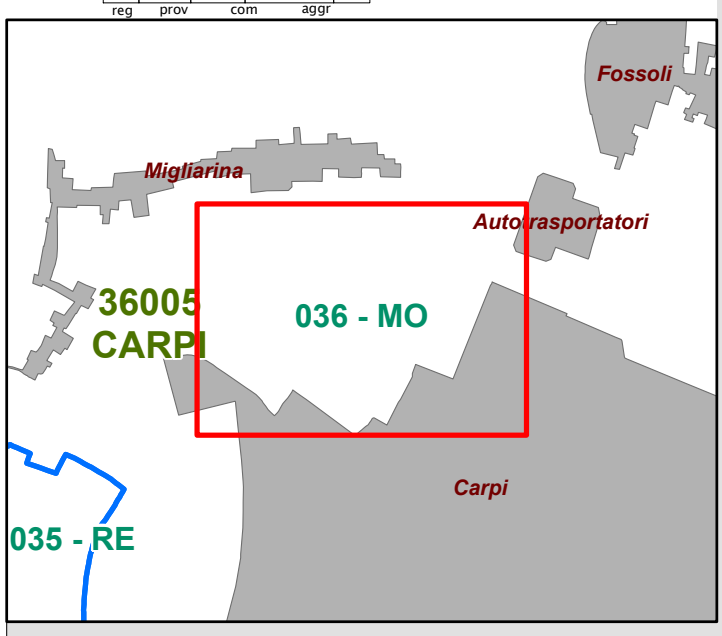 reg prov com aggr
Fossoli
Migliarina
Autotrasportatori
36005
CARPI
036 - MO
Carpi
035 - RE